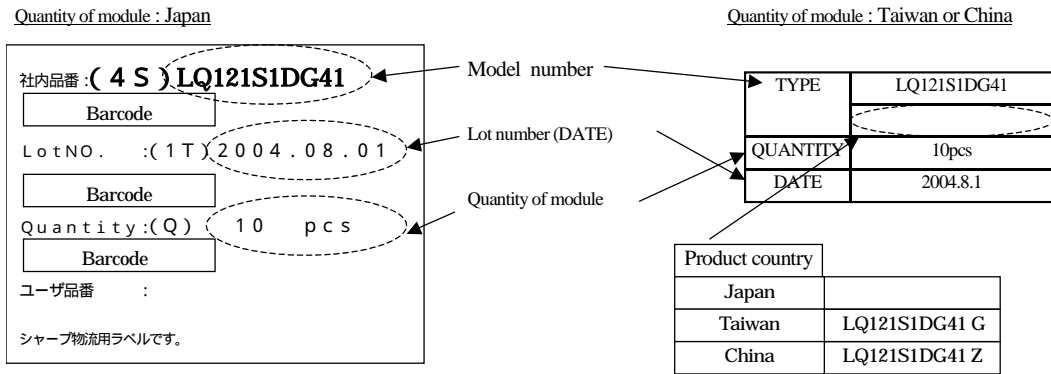 Quantity of module : Japan
社内品番 :( 4 S ) LQ121S1DG41
Barcode
LotNO. :(1T) 2004.08.01
Barcode
Quantity:(Q) 10 pcs
Barcode
ユーザ品番 :
シャープ物流用ラベルです。
Model number
Lot number (DATE)
Quantity of module
Quantity of module : Taiwan or China
TYPE LQ121S1DG41
QUANTITY 10pcs
DATE 2004.8.1
Product country
Japan
Taiwan LQ121S1DG41 G
China LQ121S1DG41 Z